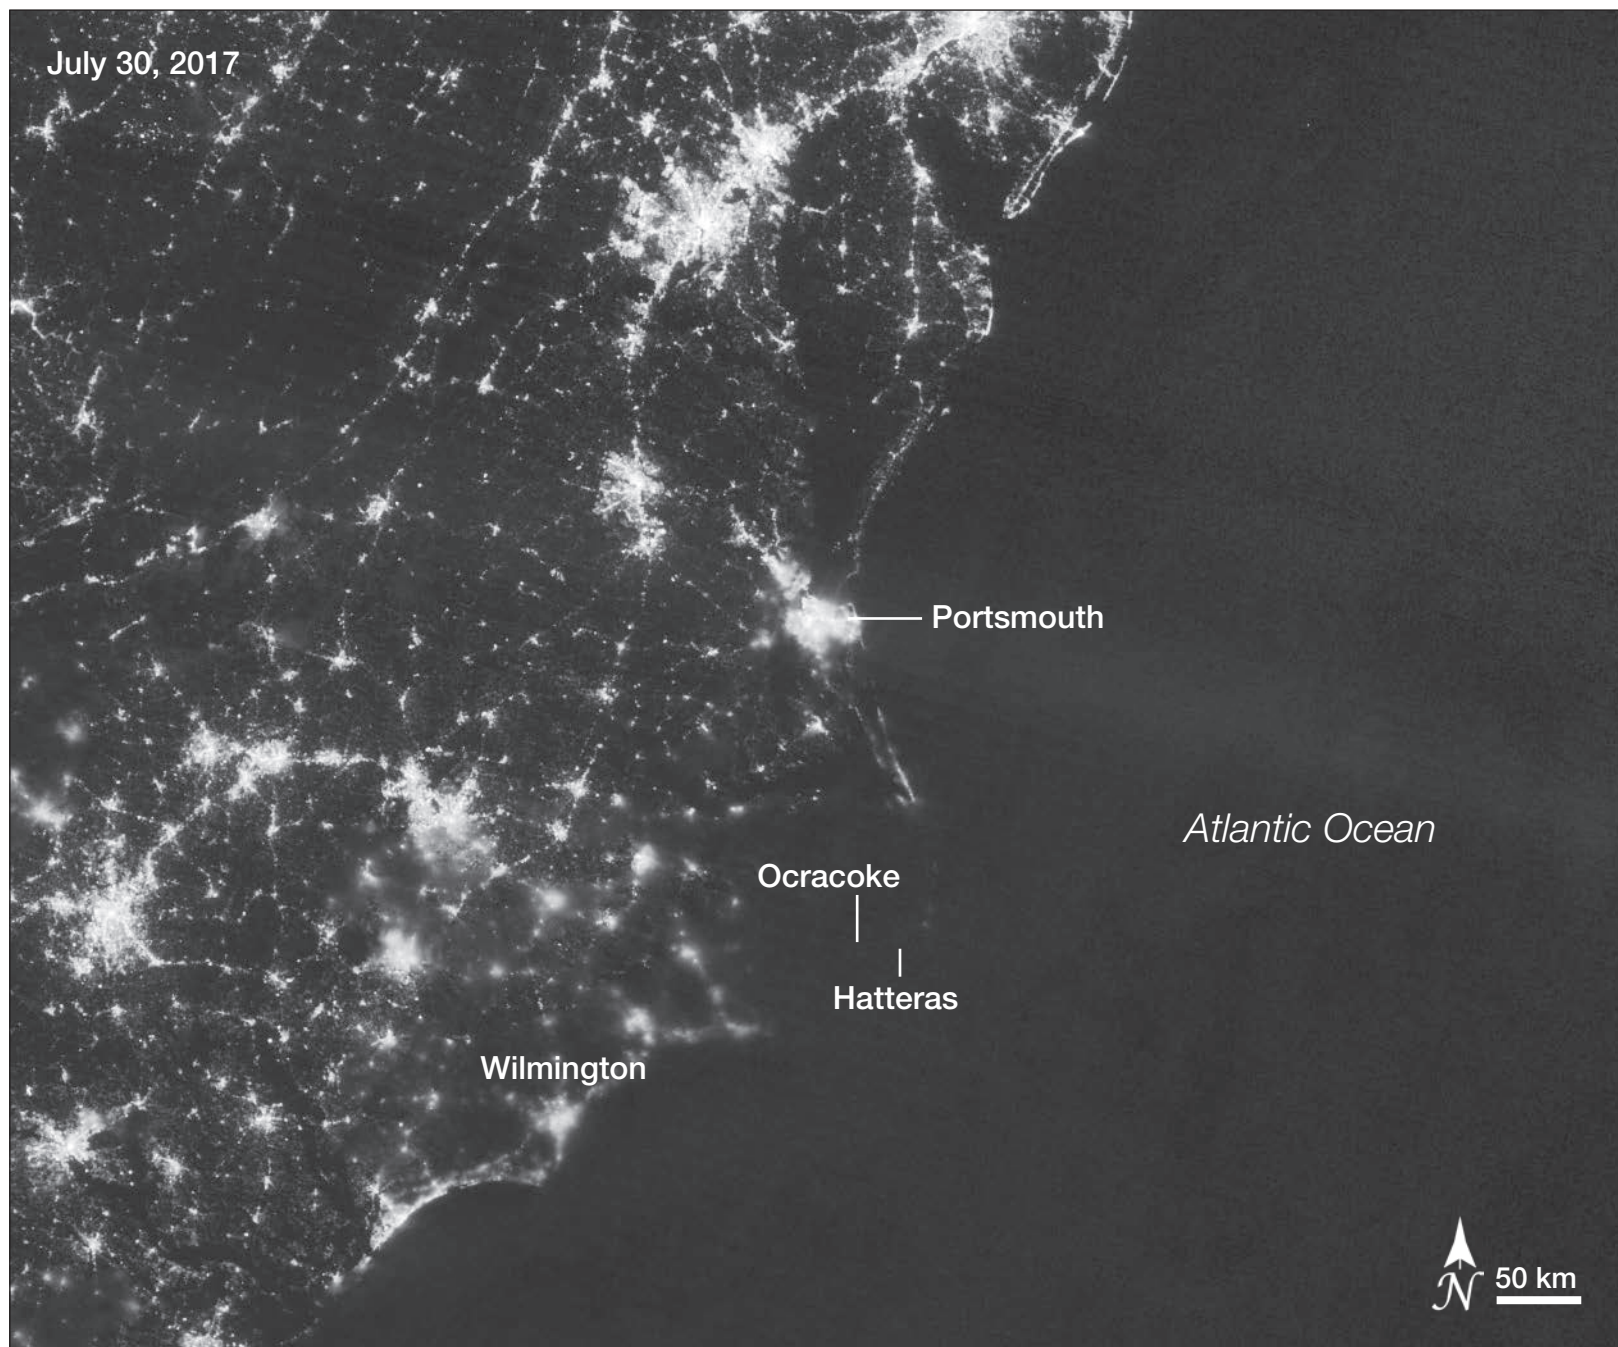 July 30, 2017
Portsmouth
Atlantic Ocean
Ocracoke
Hatteras
Wilmington
N
50 km